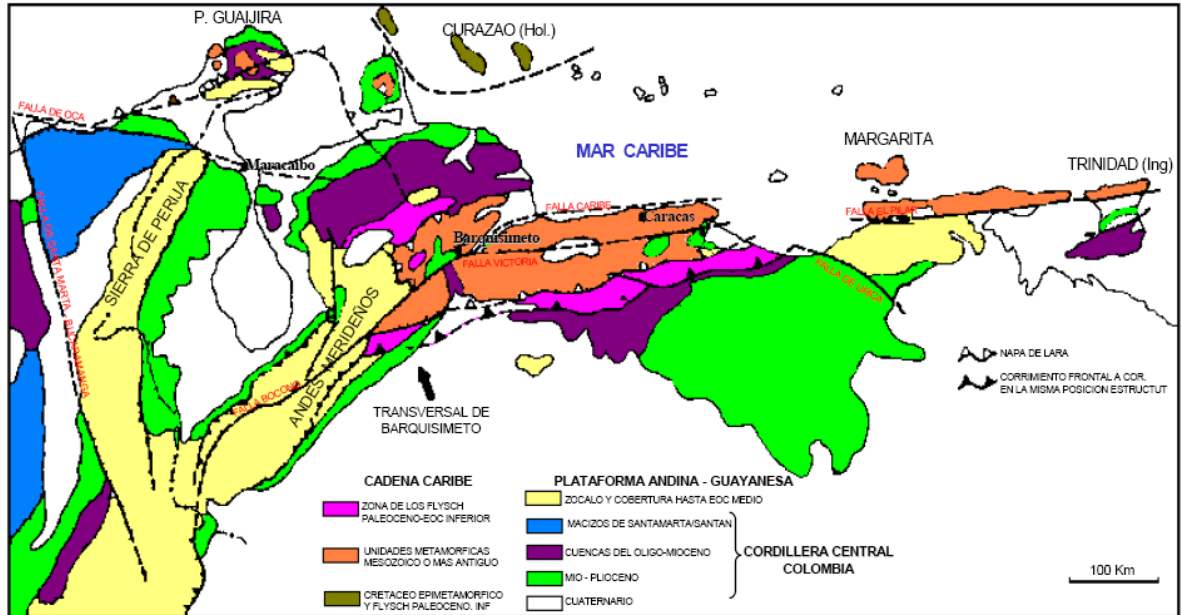 P. GUAIJIRA
CURAZAO (Hol.)
FALLA DE OCA
MAR CARIBE
MARGARITA
TRINIDAD (Ing)
Maracaibo
FALLA DE SANTA MARTA - BUCARAMANGA
SIERRA DE PERIJA
FALLA CARIBE
Caracas
FALLA EL PILAR
Barquisimeto
FALLA VICTORIA
FALLA DE URICA
ANDES MERIDEÑOS
FALLA BOCONO
TRANSVERSAL DE
BARQUISIMETO
NAPA DE LARA
CORRIMIENTO FRONTAL A COR.
EN LA MISMA POSICION ESTRUCTUT
CADENA CARIBE
ZONA DE LOS FLYSCH
PALEOCENO-EOC INFERIOR
UNIDADES METAMORFICAS
MESOZOICO O MAS ANTIGUO
CRETACEO EPIMETAMORFICO
Y FLYSCH PALEOCENO. INF
PLATAFORMA ANDINA - GUAYANESA
ZOCALO Y COBERTURA HASTA EOC MEDIO
MACIZOS DE SANTAMARTA/SANTAN
CUENCAS DEL OLIGO-MIOCENO
MIO - PLIOCENO
CUATERNARIO
CORDILLERA CENTRAL
COLOMBIA
100 Km